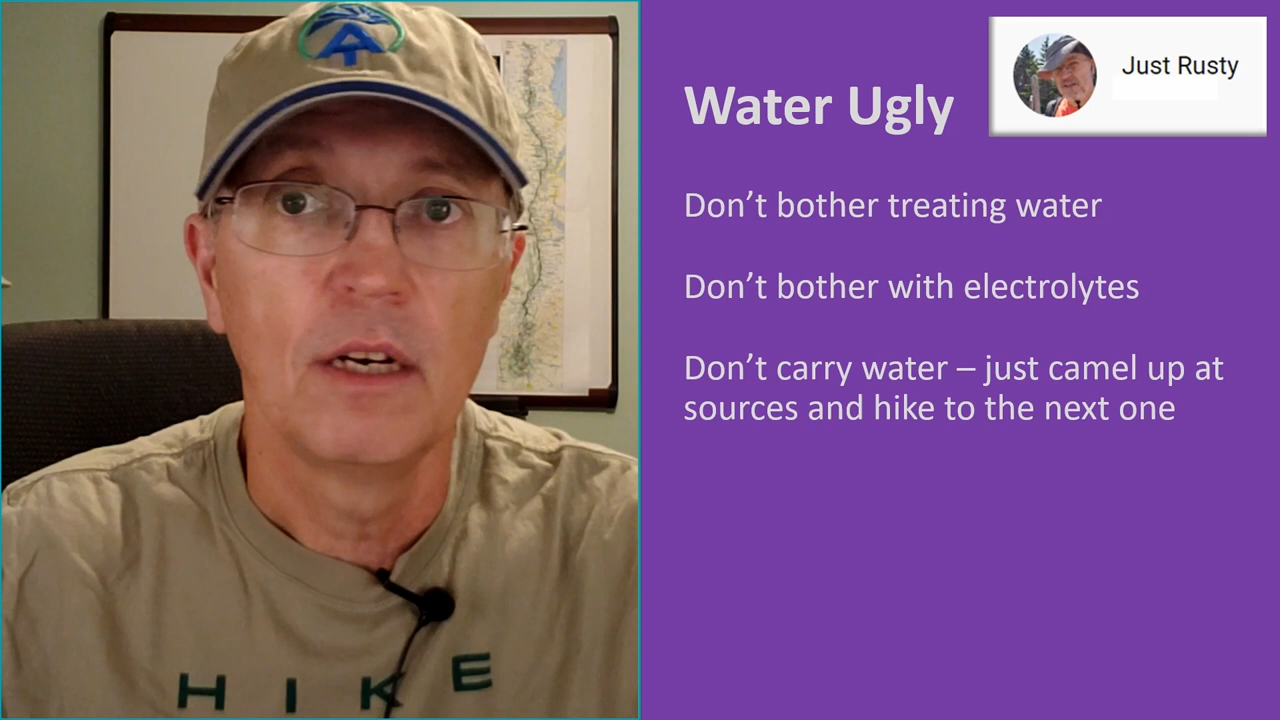 AT
HIKE
Water Ugly
Just Rusty
Don’t bother treating water
Don’t bother with electrolytes
Don’t carry water – just camel up at
sources and hike to the next one